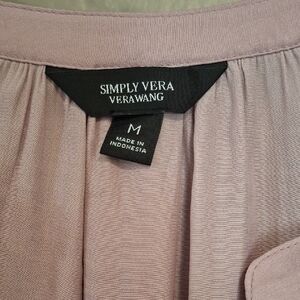 SIMPLY VERA
VERAWANG
M
MADE IN
INDONESIA